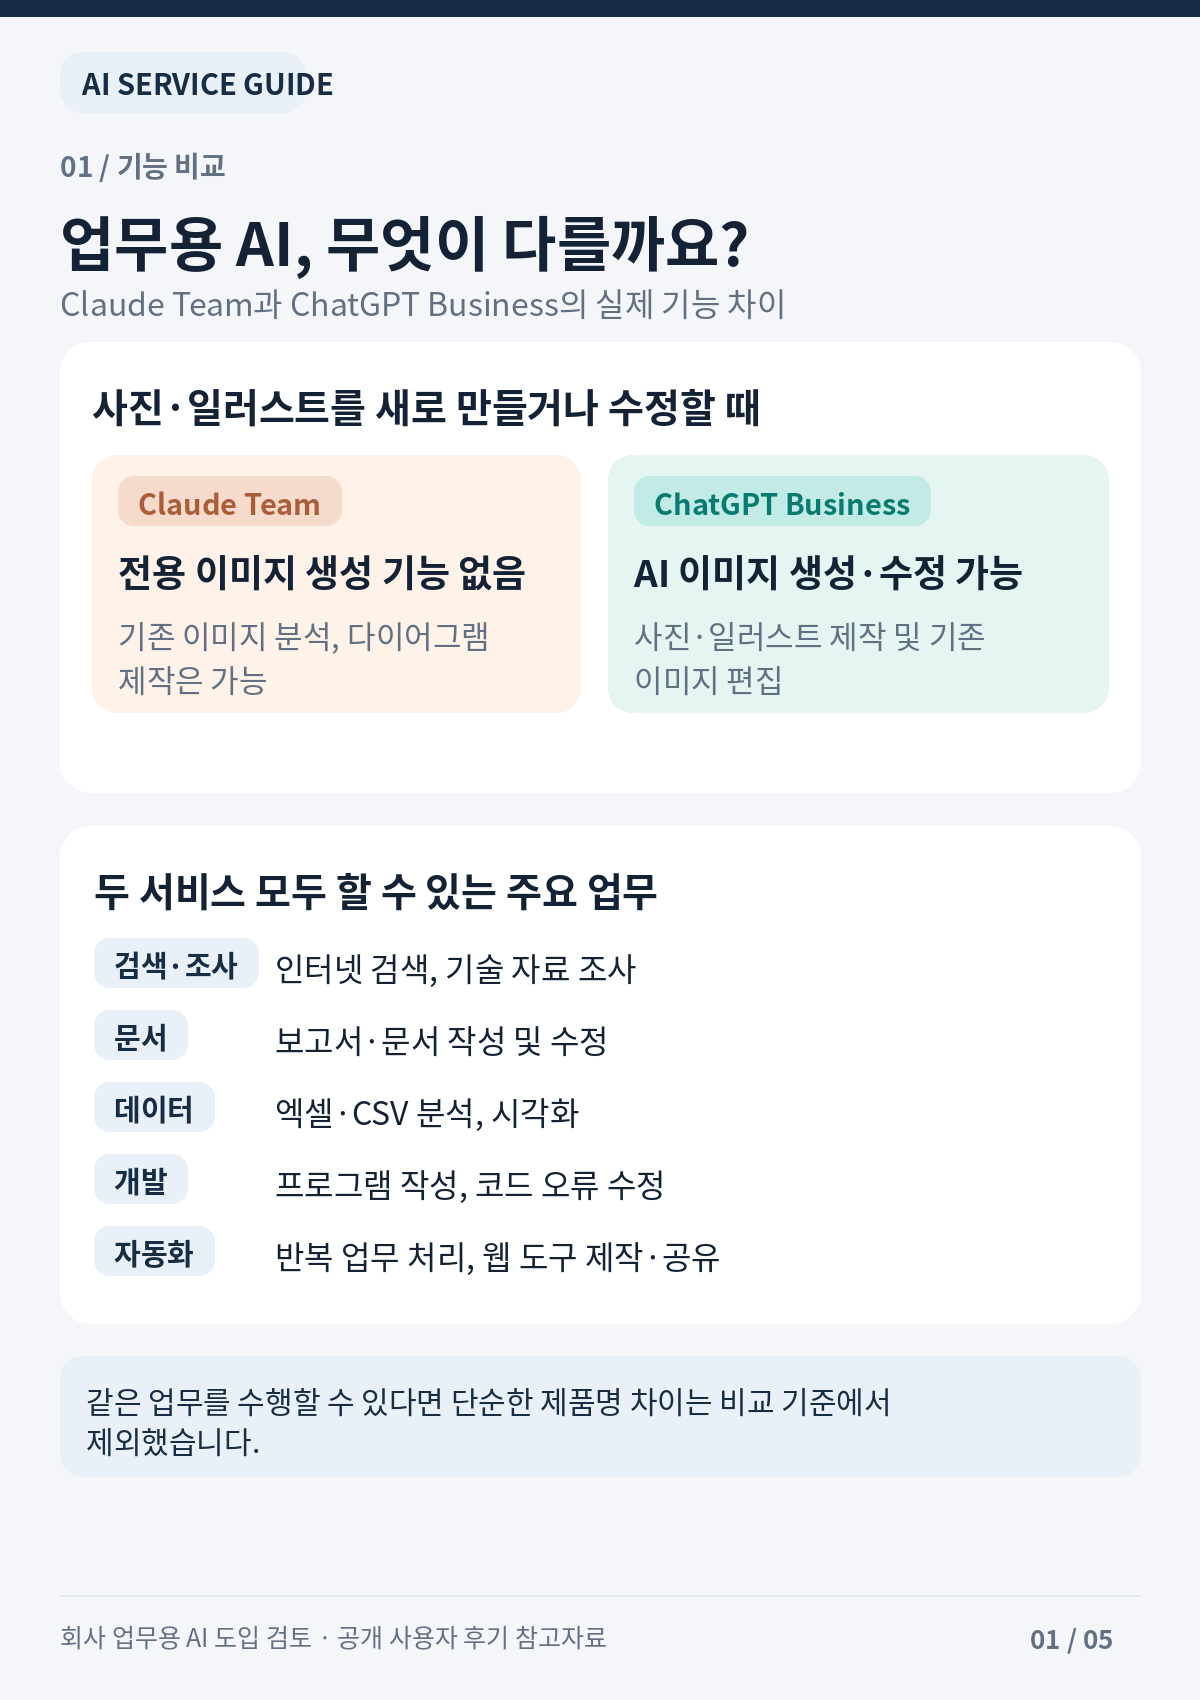 AI SERVICE GUIDE
01 / 기능 비교
업무용 AI, 무엇이 다를까요?
Claude Team과 ChatGPT Business의 실제 기능 차이
사진·일러스트를 새로 만들거나 수정할 때
Claude Team
전용 이미지 생성 기능 없음
기존 이미지 분석, 다이어그램
제작은 가능
ChatGPT Business
AI 이미지 생성·수정 가능
사진·일러스트 제작 및 기존
이미지 편집
두 서비스 모두 할 수 있는 주요 업무
검색·조사 인터넷 검색, 기술 자료 조사
문서 보고서·문서 작성 및 수정
데이터 엑셀·CSV 분석, 시각화
개발 프로그램 작성, 코드 오류 수정
자동화 반복 업무 처리, 웹 도구 제작·공유
같은 업무를 수행할 수 있다면 단순한 제품명 차이는 비교 기준에서
제외했습니다.
회사 업무용 AI 도입 검토 · 공개 사용자 후기 참고자료
01 / 05